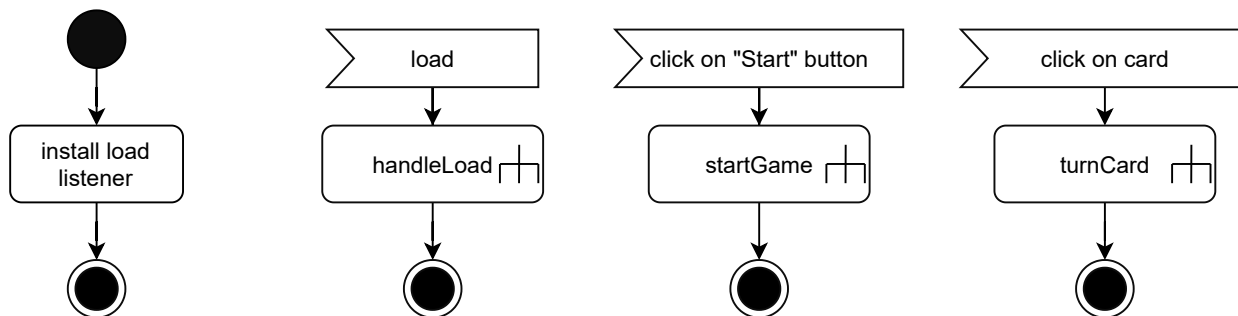 load
click on "Start" button
click on card
install load
listener
handleLoad
startGame
turnCard